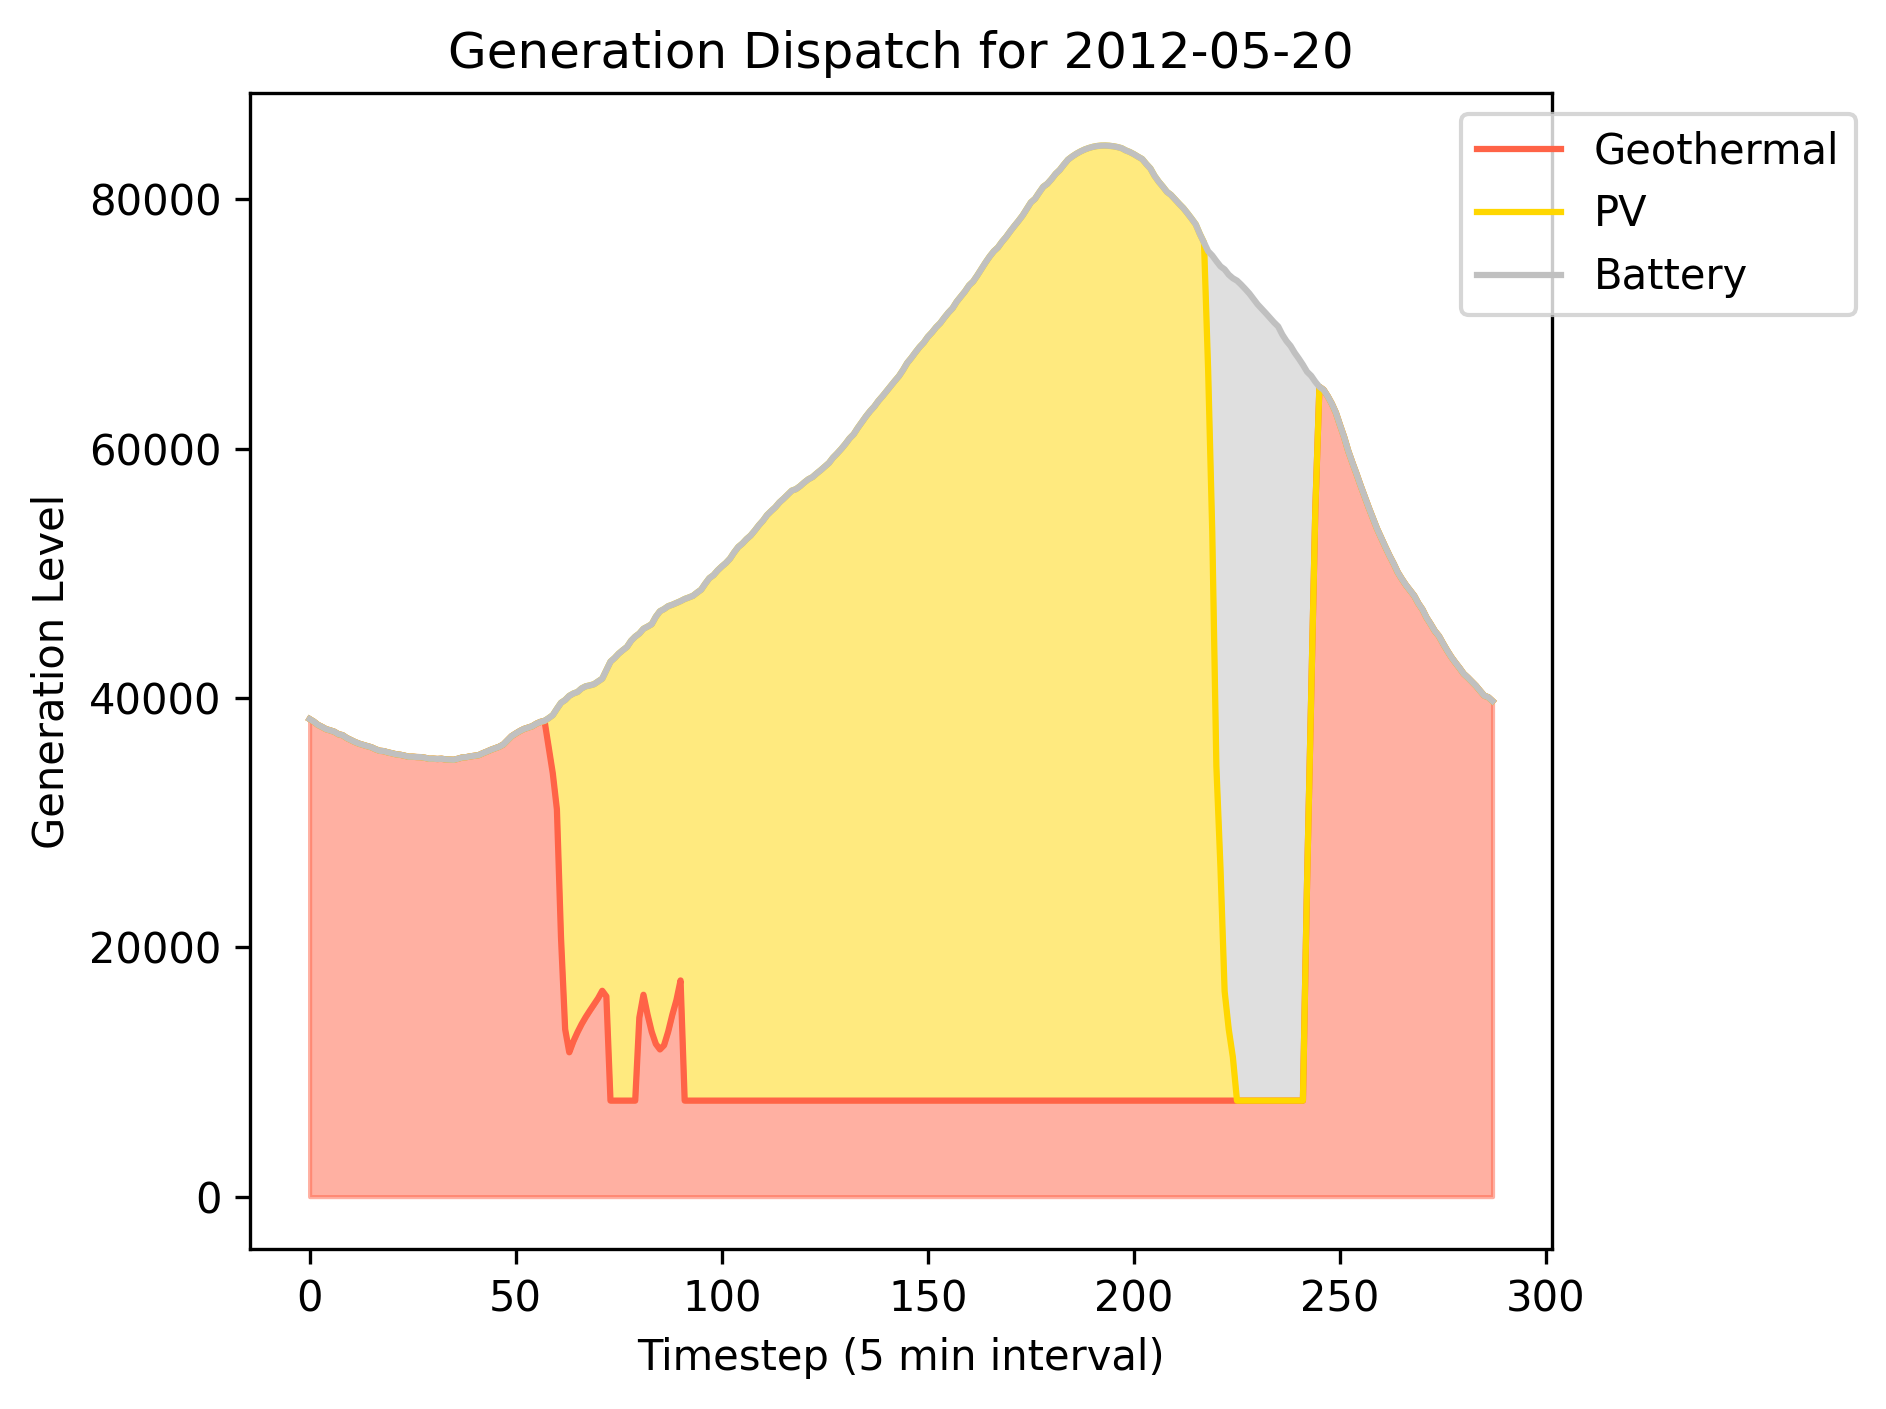 Generation Dispatch for 2012-05-20
Geothermal
PV
Battery
80000
60000
40000
20000
0
Generation Level
0 50 100 150 200 250 300
Timestep (5 min interval)